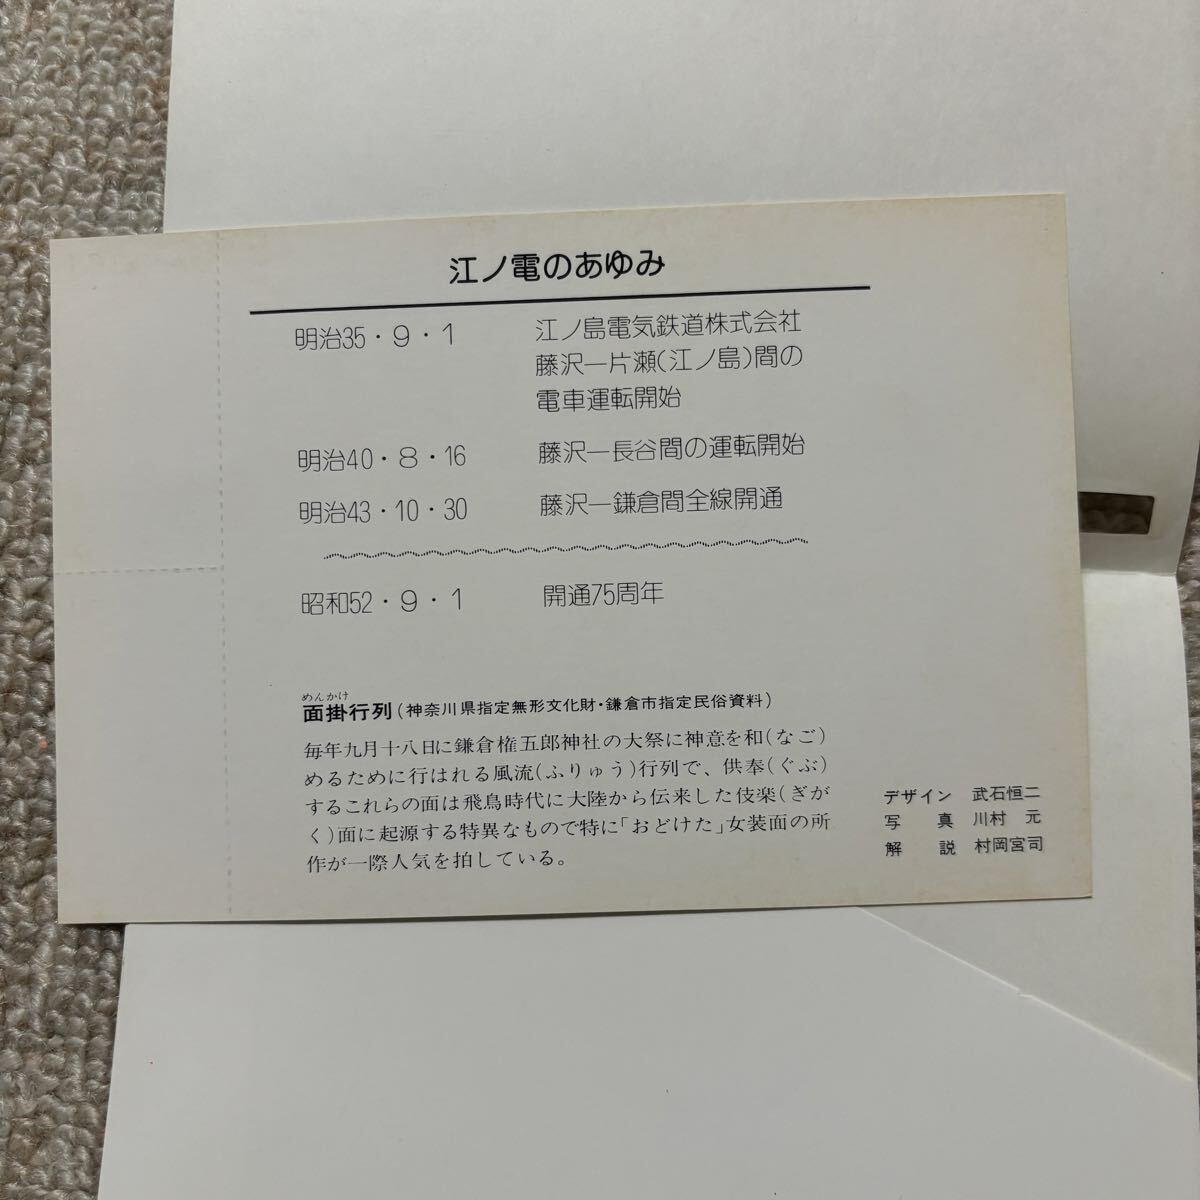 江ノ電のあゆみ
明治35・9・1 江ノ島電気鉄道株式会社
藤沢—片瀬(江ノ島)間の
電車運転開始
明治40・8・16 藤沢—長谷間の運転開始
明治43・10・30 藤沢—鎌倉間全線開通
昭和52・9・1 開通75周年
めんかけ
面掛行列(神奈川県指定無形文化財・鎌倉市指定民俗資料)
毎年九月十八日に鎌倉権五郎神社の大祭に神意を和(なご)
めるために行はれる風流(ふりゅう)行列で、供奉(ぐぶ)
するこれらの面は飛鳥時代に大陸から伝来した伎楽(ぎが
く)面に起源する特異なもので特に「おどけた」女装面の所
作が一際人気を拍している。
デザイン 武石恒二
写真 川村 元
解説 村岡宮司